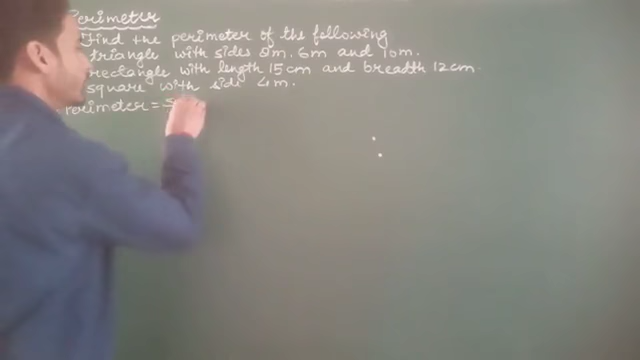 Perimeter
Find the perimeter of the following
triangle with sides 8m, 6m and 10m.
rectangle with length 15cm and breadth 12cm.
square with side 4m.
Perimeter =